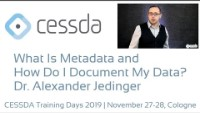 cessda
What Is Metadata and
How Do I Document My Data?
Dr. Alexander Jedinger
CESSDA Training Days 2019 | November 27-28, Cologne